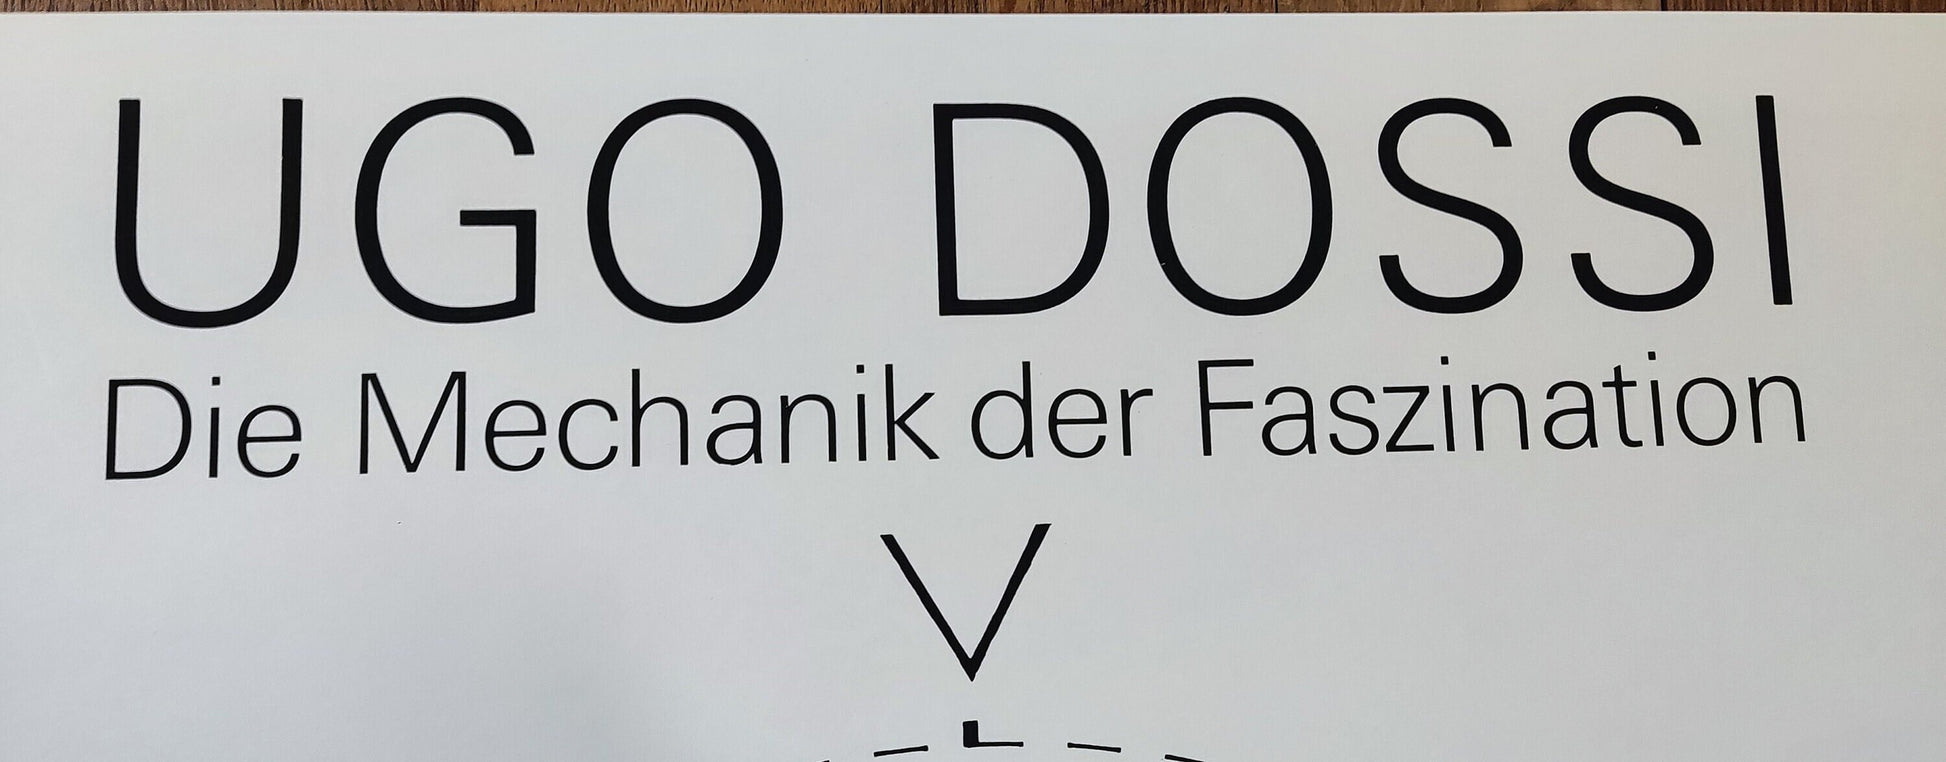 UGO DOSSI
Die Mechanik der Faszination
V